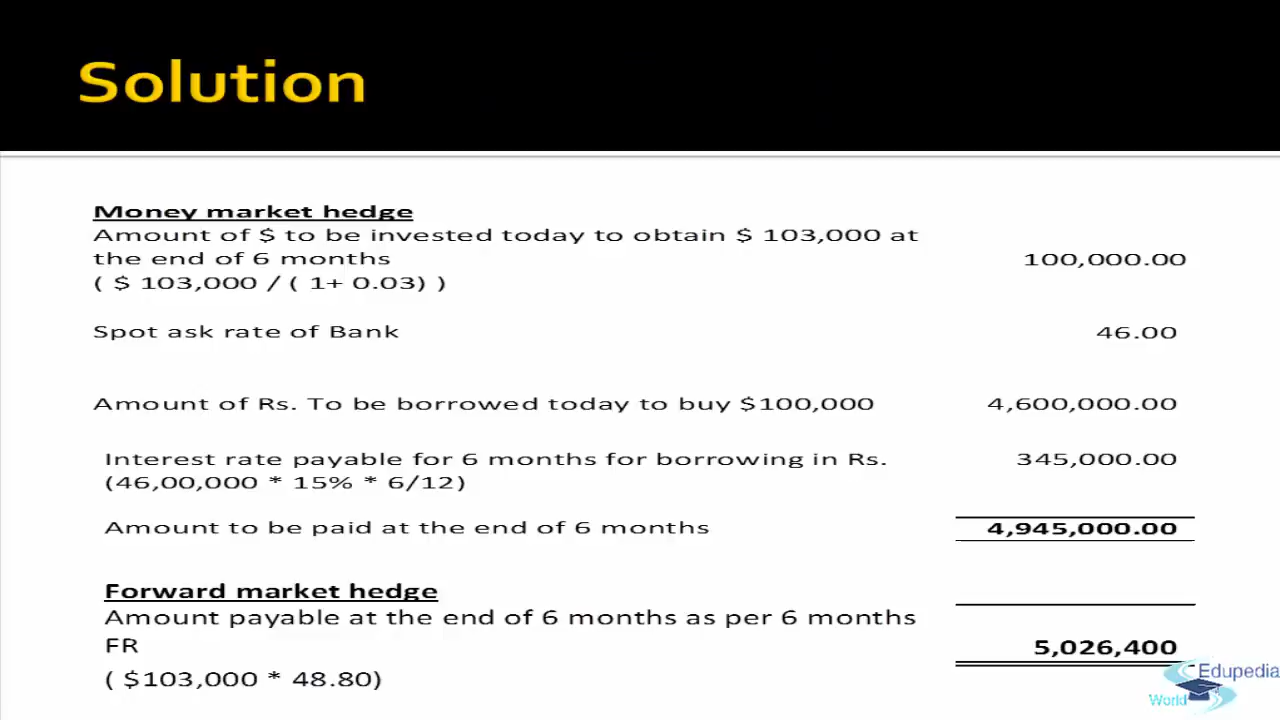 Solution
Money market hedge
Amount of $ to be invested today to obtain $ 103,000 at
the end of 6 months 100,000.00
( $ 103,000 / ( 1+ 0.03) )
Spot ask rate of Bank 46.00
Amount of Rs. To be borrowed today to buy $100,000 4,600,000.00
Interest rate payable for 6 months for borrowing in Rs. 345,000.00
(46,00,000 * 15% * 6/12)
Amount to be paid at the end of 6 months 4,945,000.00
Forward market hedge
Amount payable at the end of 6 months as per 6 months
FR 5,026,400
( $103,000 * 48.80)
Edupedia
World